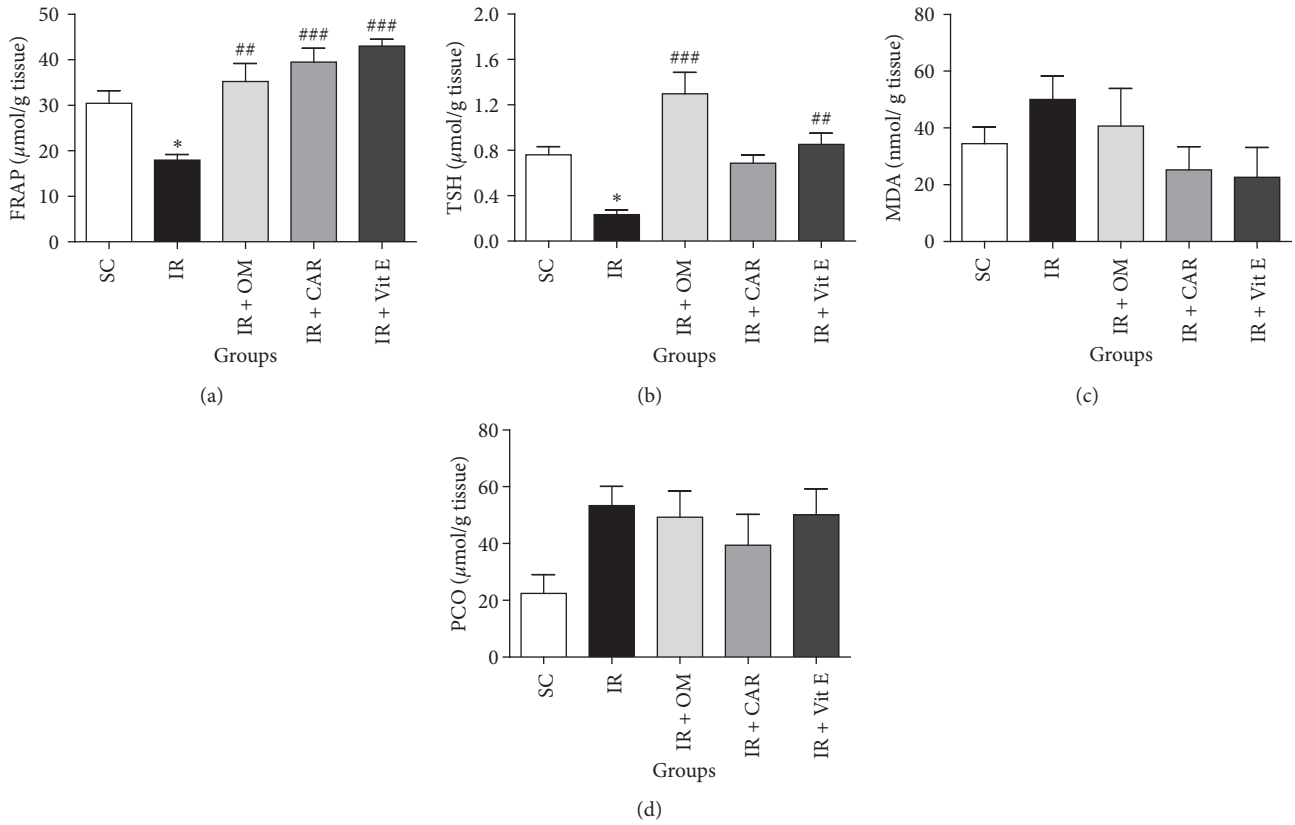 FRAP (μmol/g tissue)
50
40
30
20
10
0
*
##
###
###
SC
IR
IR + OM
IR + CAR
IR + Vit E
Groups
(a)
TSH (μmol/g tissue)
2.0
1.6
1.2
0.8
0.4
0.0
*
###
##
SC
IR
IR + OM
IR + CAR
IR + Vit E
Groups
(b)
MDA (nmol/ g tissue)
80
60
40
20
0
SC
IR
IR + OM
IR + CAR
IR + Vit E
Groups
(c)
PCO (μmol/g tissue)
80
60
40
20
0
SC
IR
IR + OM
IR + CAR
IR + Vit E
Groups
(d)